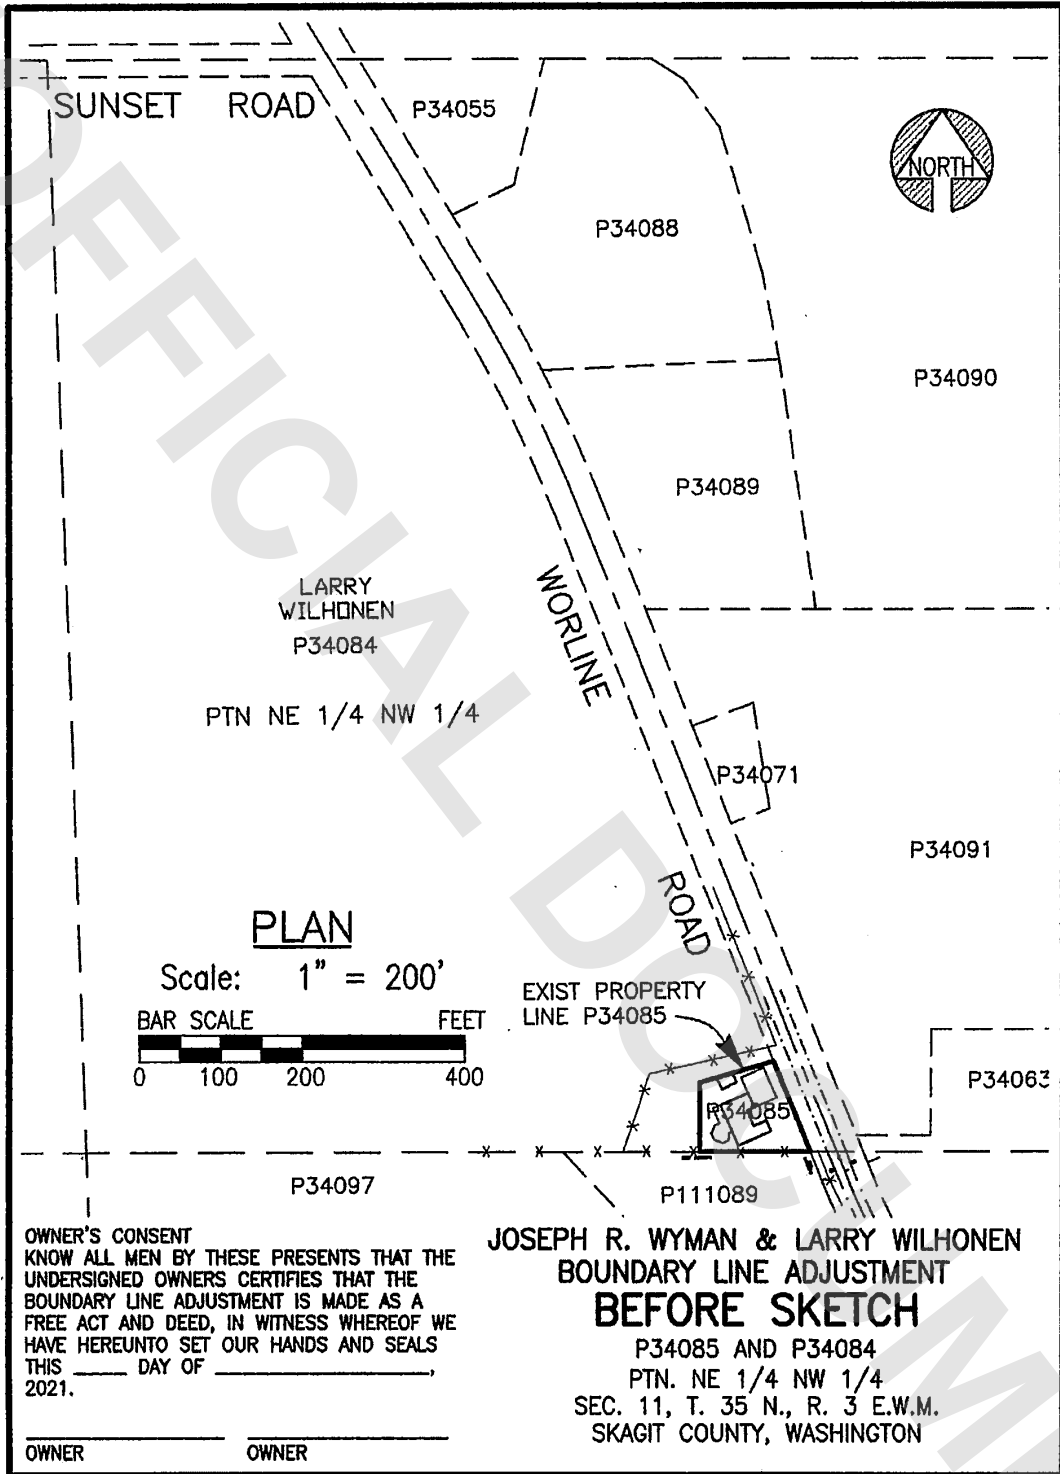 SUNSET ROAD
P34055
NORTH
P34088
P34090
P34089
LARRY
WILHONEN
P34084
WORLINE
PTN NE 1/4 NW 1/4
P34071
P34091
ROAD
PLAN
Scale: 1" = 200'
BAR SCALE FEET
0 100 200 400
EXIST PROPERTY
LINE P34085
P34063
P34085
P34097
P111089
OWNER'S CONSENT
KNOW ALL MEN BY THESE PRESENTS THAT THE
UNDERSIGNED OWNERS CERTIFIES THAT THE
BOUNDARY LINE ADJUSTMENT IS MADE AS A
FREE ACT AND DEED, IN WITNESS WHEREOF WE
HAVE HEREUNTO SET OUR HANDS AND SEALS
THIS _____ DAY OF _______________,
2021.
OWNER OWNER
JOSEPH R. WYMAN & LARRY WILHONEN
BOUNDARY LINE ADJUSTMENT
BEFORE SKETCH
P34085 AND P34084
PTN. NE 1/4 NW 1/4
SEC. 11, T. 35 N., R. 3 E.W.M.
SKAGIT COUNTY, WASHINGTON
OFFICIAL DOCUM